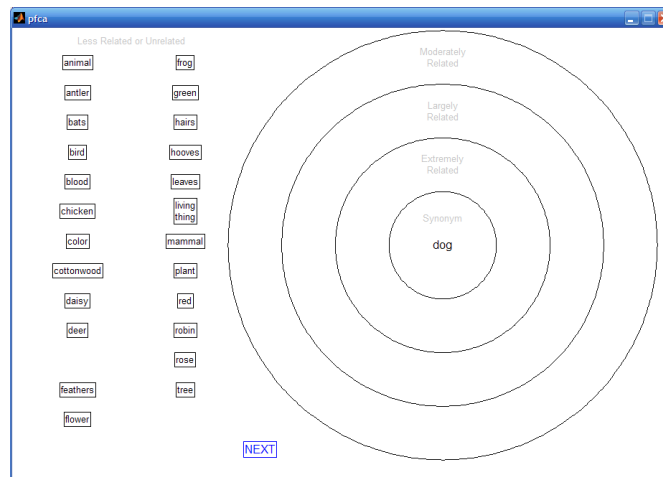 pfca
Less Related or Unrelated
animal
antler
bats
bird
blood
chicken
color
cottonwood
daisy
deer
feathers
flower
frog
green
hairs
hooves
leaves
living
thing
mammal
plant
red
robin
rose
tree
Moderately
Related
Largely
Related
Extremely
Related
Synonym
dog
NEXT